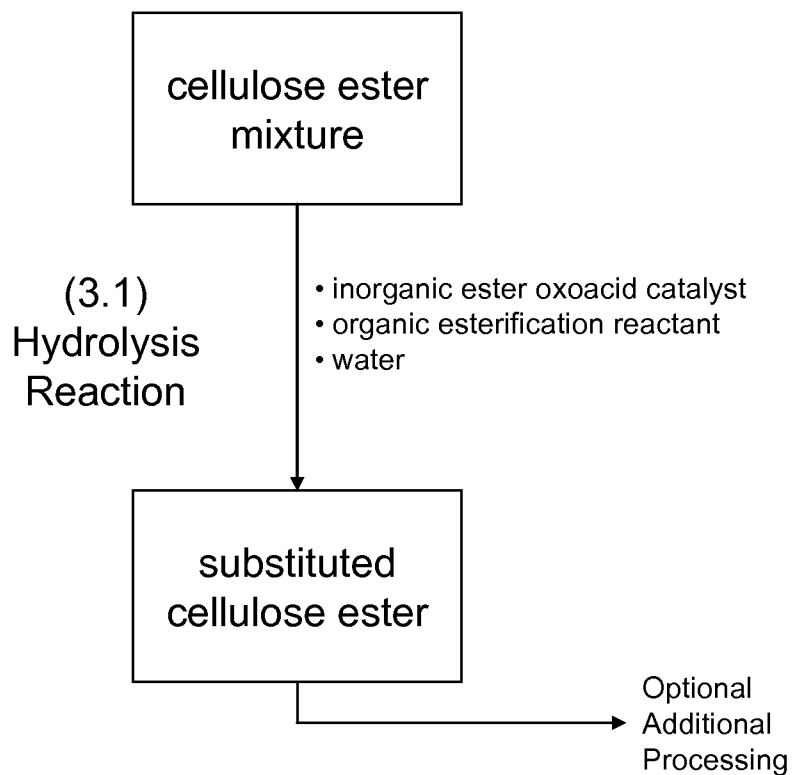 cellulose ester
mixture
(3.1)
Hydrolysis
Reaction
• inorganic ester oxoacid catalyst
• organic esterification reactant
• water
substituted
cellulose ester
Optional
Additional
Processing